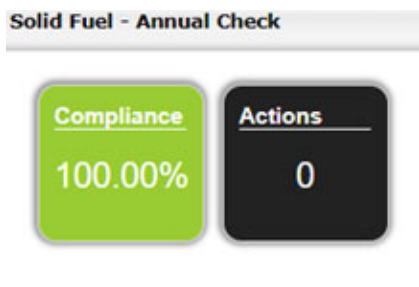 Solid Fuel - Annual Check
Compliance
100.00%
Actions
0